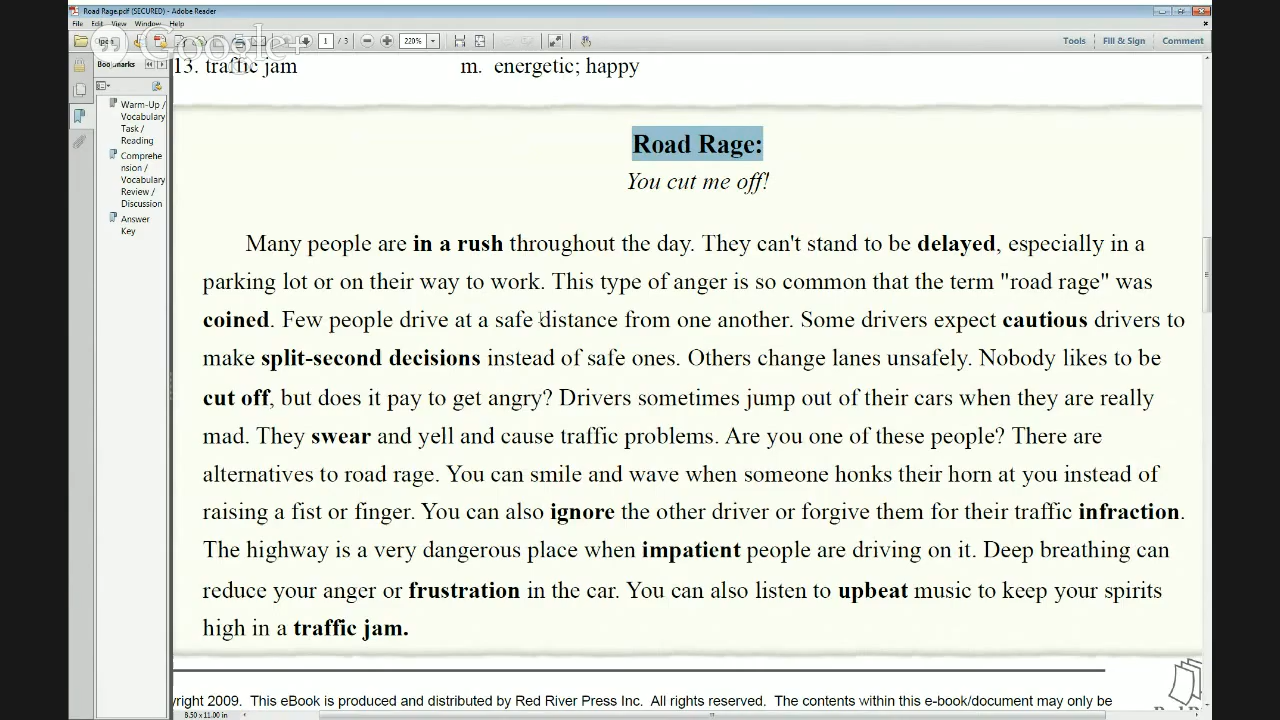 Road Rage.pdf (SECURED) - Adobe Reader
File Edit View Window Help
Open
Google+
1 / 3
220%
Tools Fill & Sign Comment
Bookmarks
Warm-Up /
Vocabulary
Task /
Reading
Comprehe
nsion /
Vocabulary
Review /
Discussion
Answer
Key
13. traffic jam m. energetic; happy
Road Rage:
You cut me off!
Many people are in a rush throughout the day. They can't stand to be delayed, especially in a
parking lot or on their way to work. This type of anger is so common that the term "road rage" was
coined. Few people drive at a safe distance from one another. Some drivers expect cautious drivers to
make split-second decisions instead of safe ones. Others change lanes unsafely. Nobody likes to be
cut off, but does it pay to get angry? Drivers sometimes jump out of their cars when they are really
mad. They swear and yell and cause traffic problems. Are you one of these people? There are
alternatives to road rage. You can smile and wave when someone honks their horn at you instead of
raising a fist or finger. You can also ignore the other driver or forgive them for their traffic infraction.
The highway is a very dangerous place when impatient people are driving on it. Deep breathing can
reduce your anger or frustration in the car. You can also listen to upbeat music to keep your spirits
high in a traffic jam.
yright 2009. This eBook is produced and distributed by Red River Press Inc. All rights reserved. The contents within this e-book/document may only be
8.50 x 11.00 in